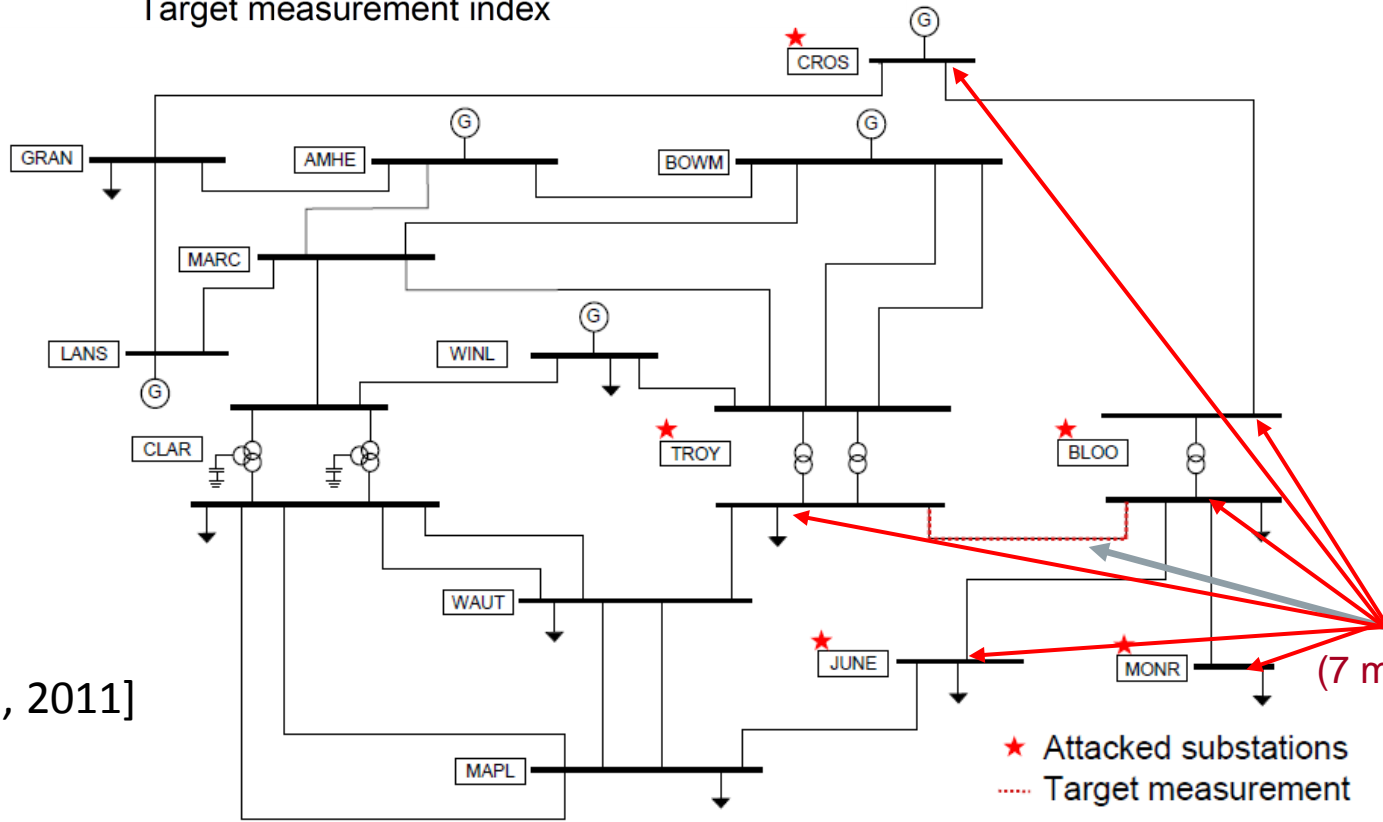 Target measurement index
G
CROS
G
G
GRAN
AMHE
BOWM
MARC
G
LANS
WINL
G
CLAR
TROY
BLOO
WAUT
JUNE
MONR
(7 m
, 2011]
Attacked substations
MAPL
Target measurement